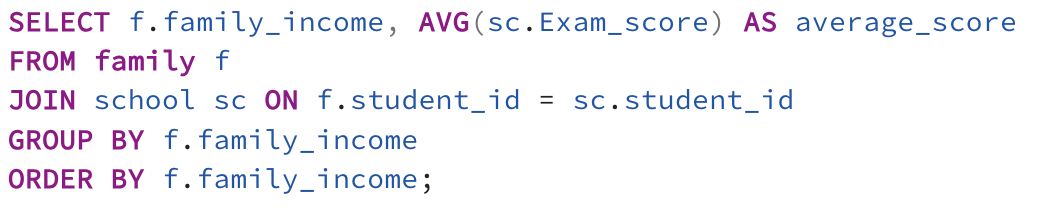 SELECT f.family_income, AVG(sc.Exam_score) AS average_score
FROM family f
JOIN school sc ON f.student_id = sc.student_id
GROUP BY f.family_income
ORDER BY f.family_income;